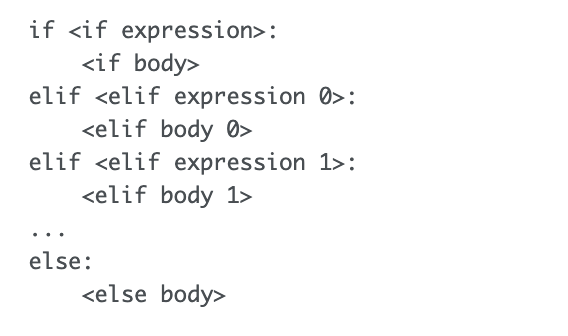 if <if expression>:
    <if body>
elif <elif expression 0>:
    <elif body 0>
elif <elif expression 1>:
    <elif body 1>
...
else:
    <else body>